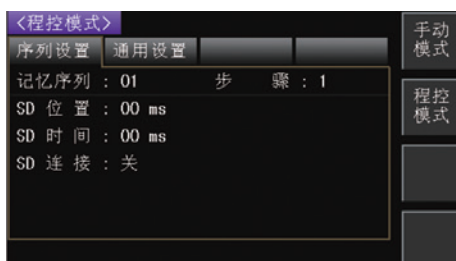 <程控模式>
序列设置 通用设置
记忆序列 : 01 步 骤 : 1
SD 位 置 : 00 ms
SD 时 间 : 00 ms
SD 连 接 : 关
手动
模式
程控
模式